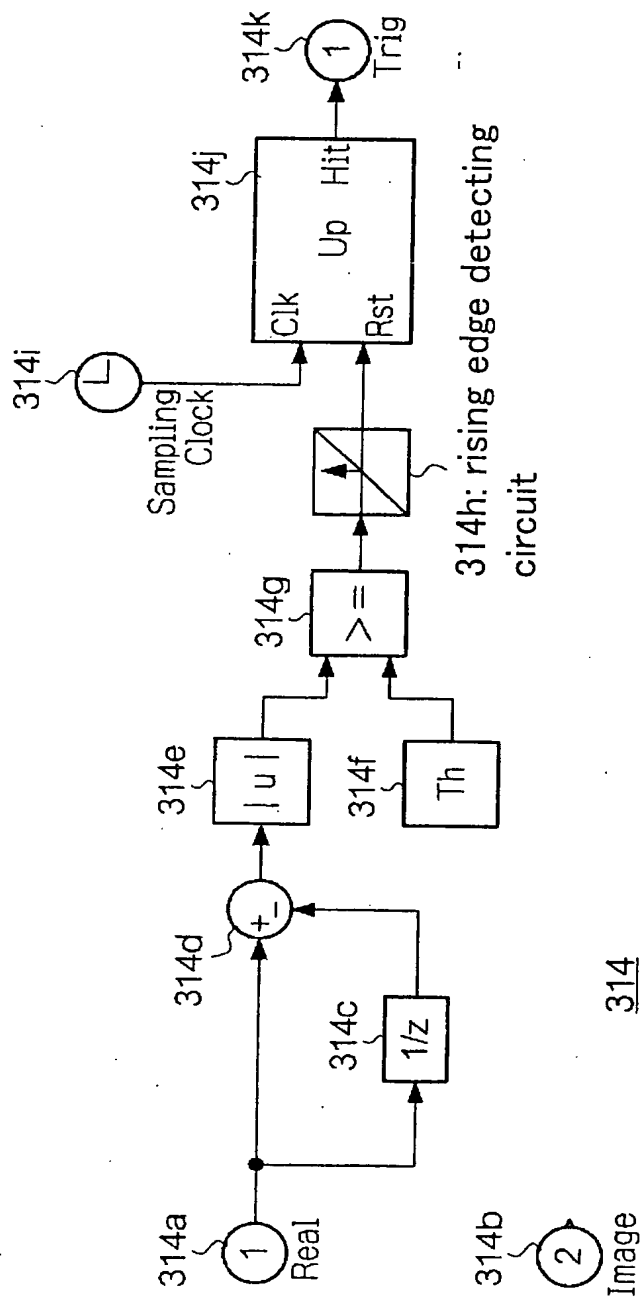 314a
1
Real
314b
2
Image
314c
1/z
314d
+
−
314e
|u|
314f
Th
314g
>=
314h: rising edge detecting
circuit
314i
Sampling
Clock
314j
Clk
Up
Hit
Rst
314k
1
Trig
314